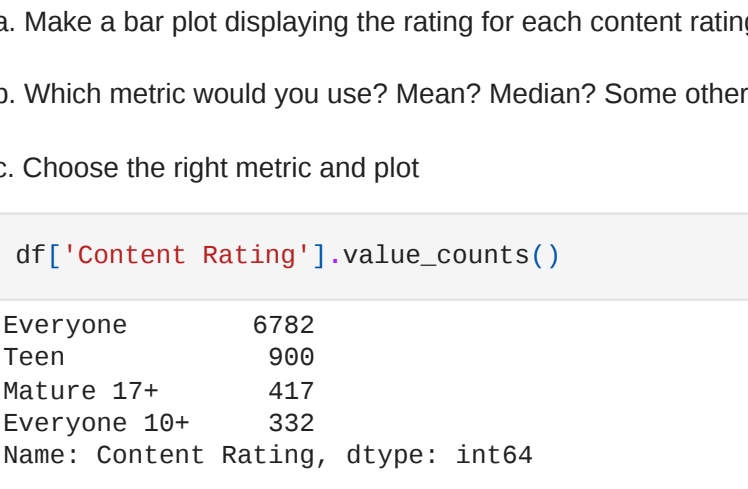 a. Make a bar plot displaying the rating for each content rating
b. Which metric would you use? Mean? Median? Some other
c. Choose the right metric and plot
df['Content Rating'].value_counts()
Everyone 6782
Teen 900
Mature 17+ 417
Everyone 10+ 332
Name: Content Rating, dtype: int64